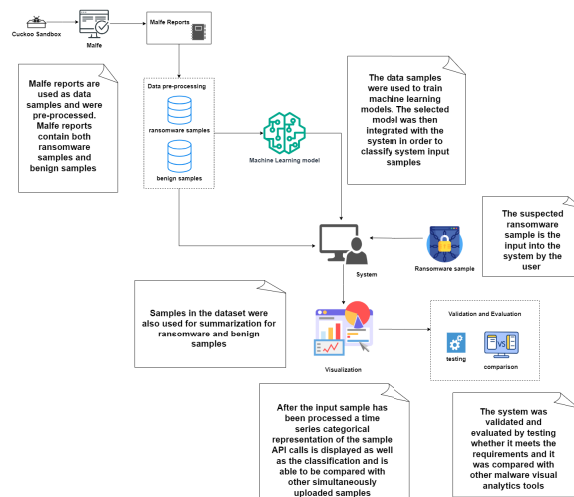 Cuckoo Sandbox
Malfe
Malfe Reports
Malfe reports are
used as data
samples and were
pre-processed.
Malfe reports
contain both
ransomware
samples and
benign samples
Data pre-processing
ransomware samples
benign samples
Machine Learning model
The data samples
were used to train
machine learning
models. The selected
model was then
integrated with the
system in order to
classify system input
samples
System
Ransomware sample
The suspected
ransomware
sample is the
input into the
system by the
user
Samples in the dataset were
also used for summarization for
ransomware and benign
samples
Visualization
Validation and Evaluation
testing
VS
comparison
After the input sample has
been processed a time
series categorical
representation of the sample
API calls is displayed as well
as the classification and is
able to be compared with
other simultaneously
uploaded samples
The system was
validated and
evaluated by testing
whether it meets the
requirements and it
was compared with
other malware visual
analytics tools